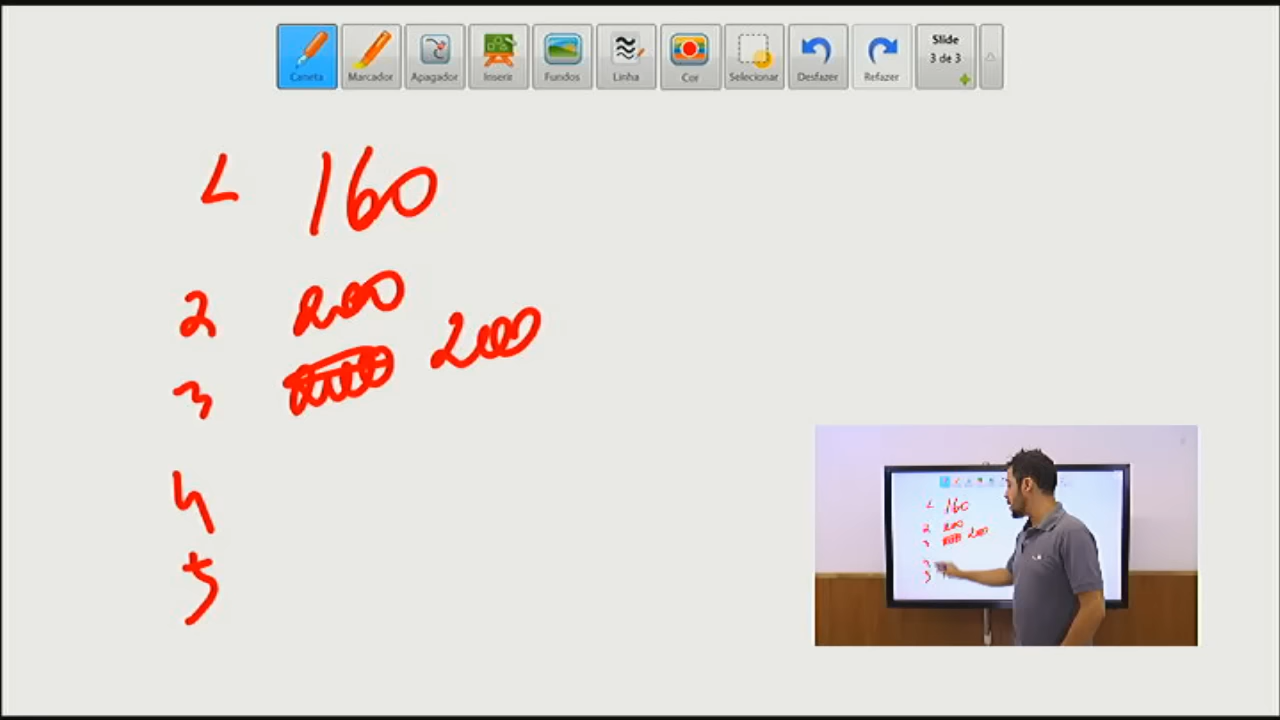 Caneta Marcador Apagador Inserir Fundos Linha Cor Selecionar Desfazer Refazer Slide
3 de 3
1 160
2 200
3 200
4
5